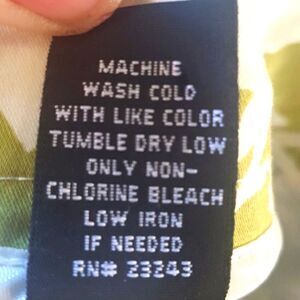 MACHINE
WASH COLD
WITH LIKE COLOR
TUMBLE DRY LOW
ONLY NON-
CHLORINE BLEACH
LOW IRON
IF NEEDED
RN# 23243